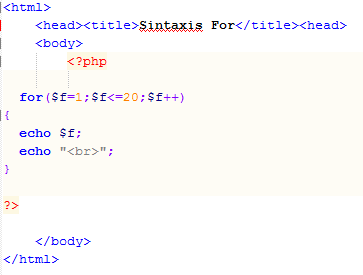 <html>
<head><title>Sintaxis For</title><head>
<body>
<?php
for($f=1;$f<=20;$f++)
{
echo $f;
echo "<br>";
}
?>
</body>
</html>